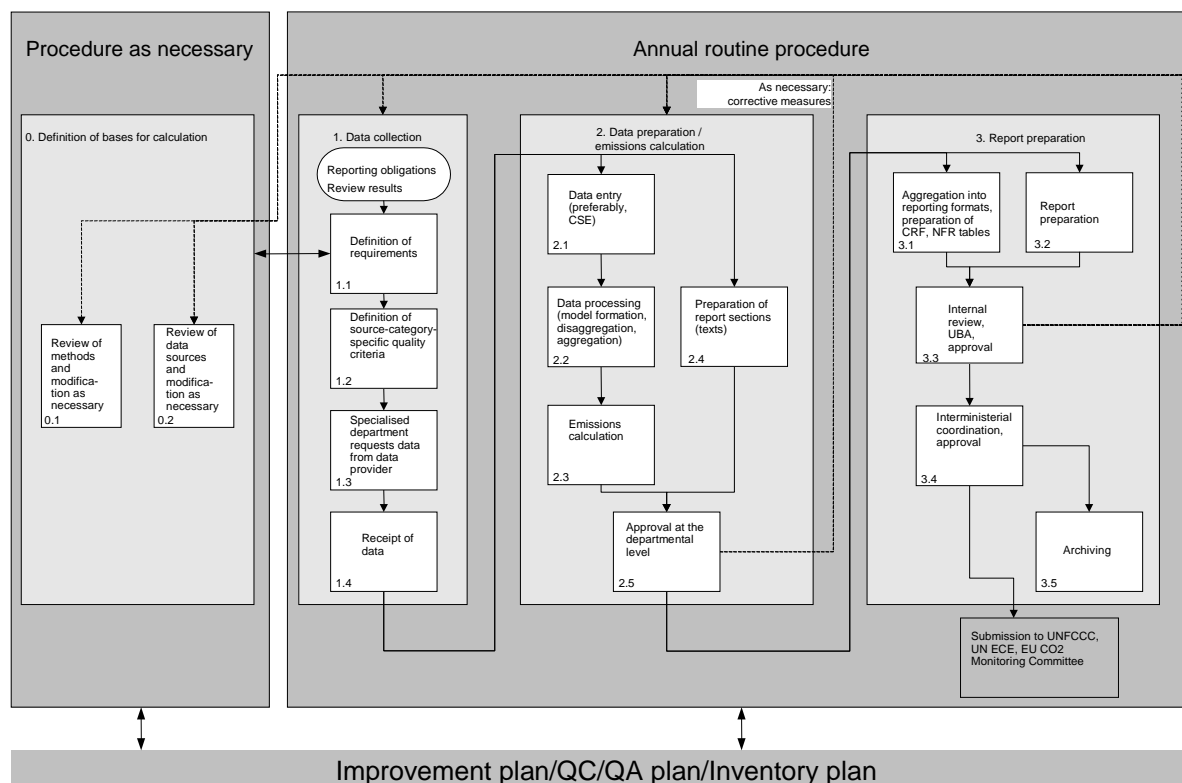 Procedure as necessary
Annual routine procedure
As necessary:
corrective measures
0. Definition of bases for calculation
Review of
methods and
modifica-
tion as
necessary
0.1
Review of
data
sources
and
modifica-
tion as
necessary
0.2
1. Data collection
Reporting obligations
Review results
Definition of
requirements
1.1
Definition of
source-category-
specific quality
criteria
1.2
Specialised
department
requests data
from data
provider
1.3
Receipt of
data
1.4
2. Data preparation /
emissions calculation
Data entry
(preferably,
CSE)
2.1
Data processing
(model formation,
disaggregation,
aggregation)
2.2
Emissions
calculation
2.3
Preparation of
report sections
(texts)
2.4
Approval at the
departmental
level
2.5
3. Report preparation
Aggregation into
reporting formats,
preparation of
CRF, NFR tables
3.1
Report
preparation
3.2
Internal
review,
UBA,
approval
3.3
Interministerial
coordination,
approval
3.4
Archiving
3.5
Submission to UNFCCC,
UN ECE, EU CO2
Monitoring Committee
Improvement plan/QC/QA plan/Inventory plan